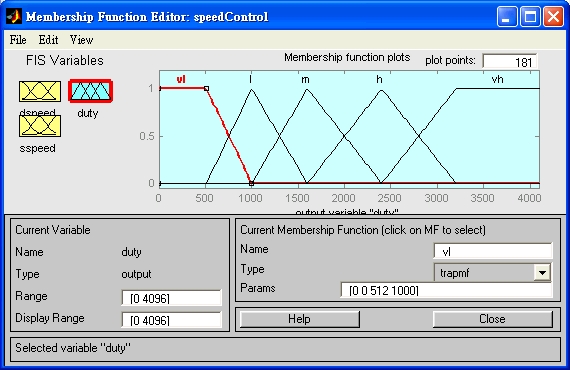 Membership Function Editor: speedControl
File Edit View
FIS Variables
Membership function plots plot points: 181
dspeed duty
sspeed
vl l m h vh
1
0.5
0
0 500 1000 1500 2000 2500 3000 3500 4000
output variable "duty"
Current Variable
Name duty
Type output
Range [0 4096]
Display Range [0 4096]
Current Membership Function (click on MF to select)
Name vl
Type trapmf
Params [0 0 512 1000]
Help Close
Selected variable "duty"